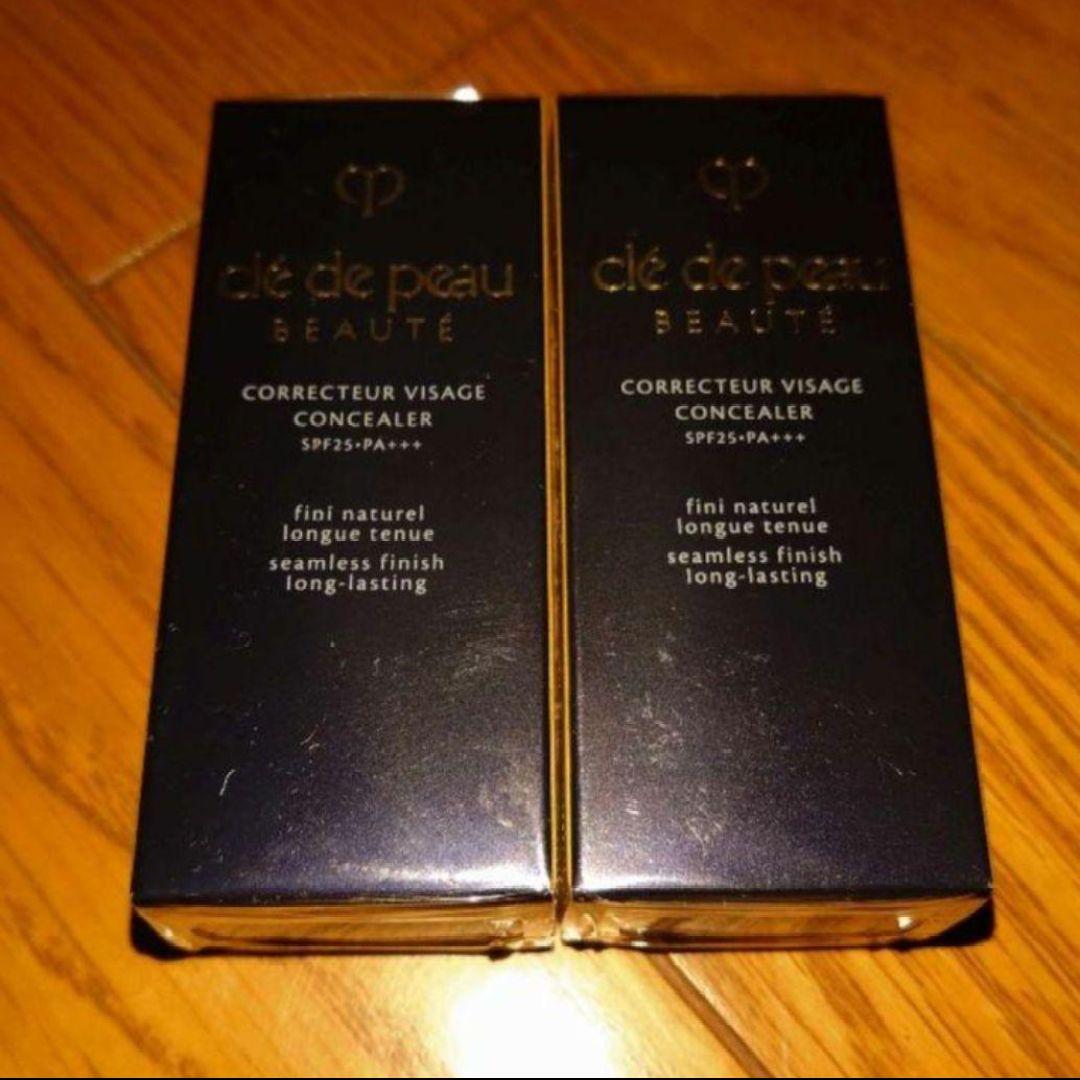 clé de peau
BEAUTÉ
CORRECTEUR VISAGE
CONCEALER
SPF25•PA+++
fini naturel
longue tenue
seamless finish
long-lasting
clé de peau
BEAUTÉ
CORRECTEUR VISAGE
CONCEALER
SPF25•PA+++
fini naturel
longue tenue
seamless finish
long-lasting